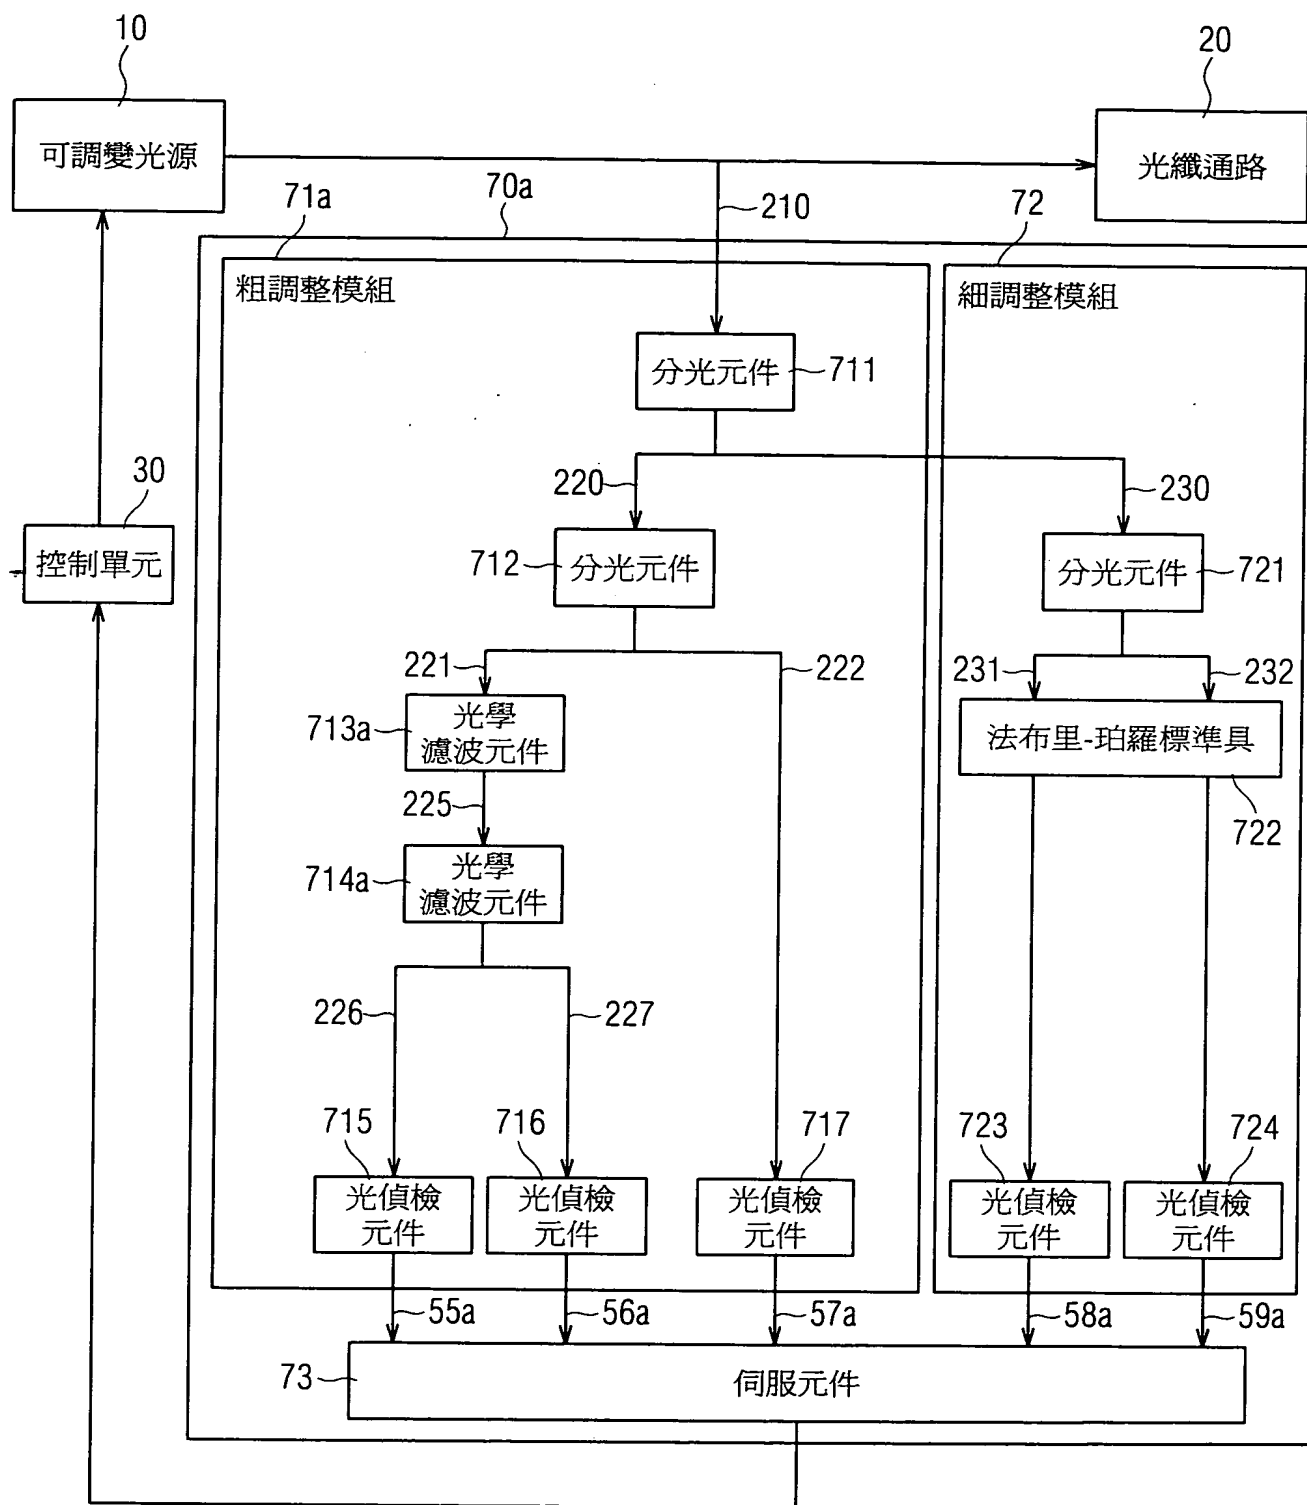 10
20
可調變光源
光纖通路
71a
70a
210
72
粗調整模組
細調整模組
分光元件
711
30
220
230
控制單元
712
分光元件
分光元件
721
221
222
231
232
713a
光學
濾波元件
法布里-珀羅標準具
225
722
714a
光學
濾波元件
226
227
715
716
717
723
724
光偵檢
元件
光偵檢
元件
光偵檢
元件
光偵檢
元件
光偵檢
元件
55a
56a
57a
58a
59a
73
伺服元件